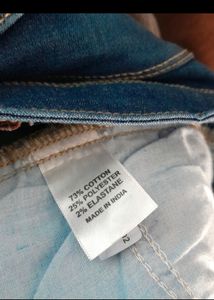 73% COTTON
25% POLYESTER
2% ELASTANE
MADE IN INDIA